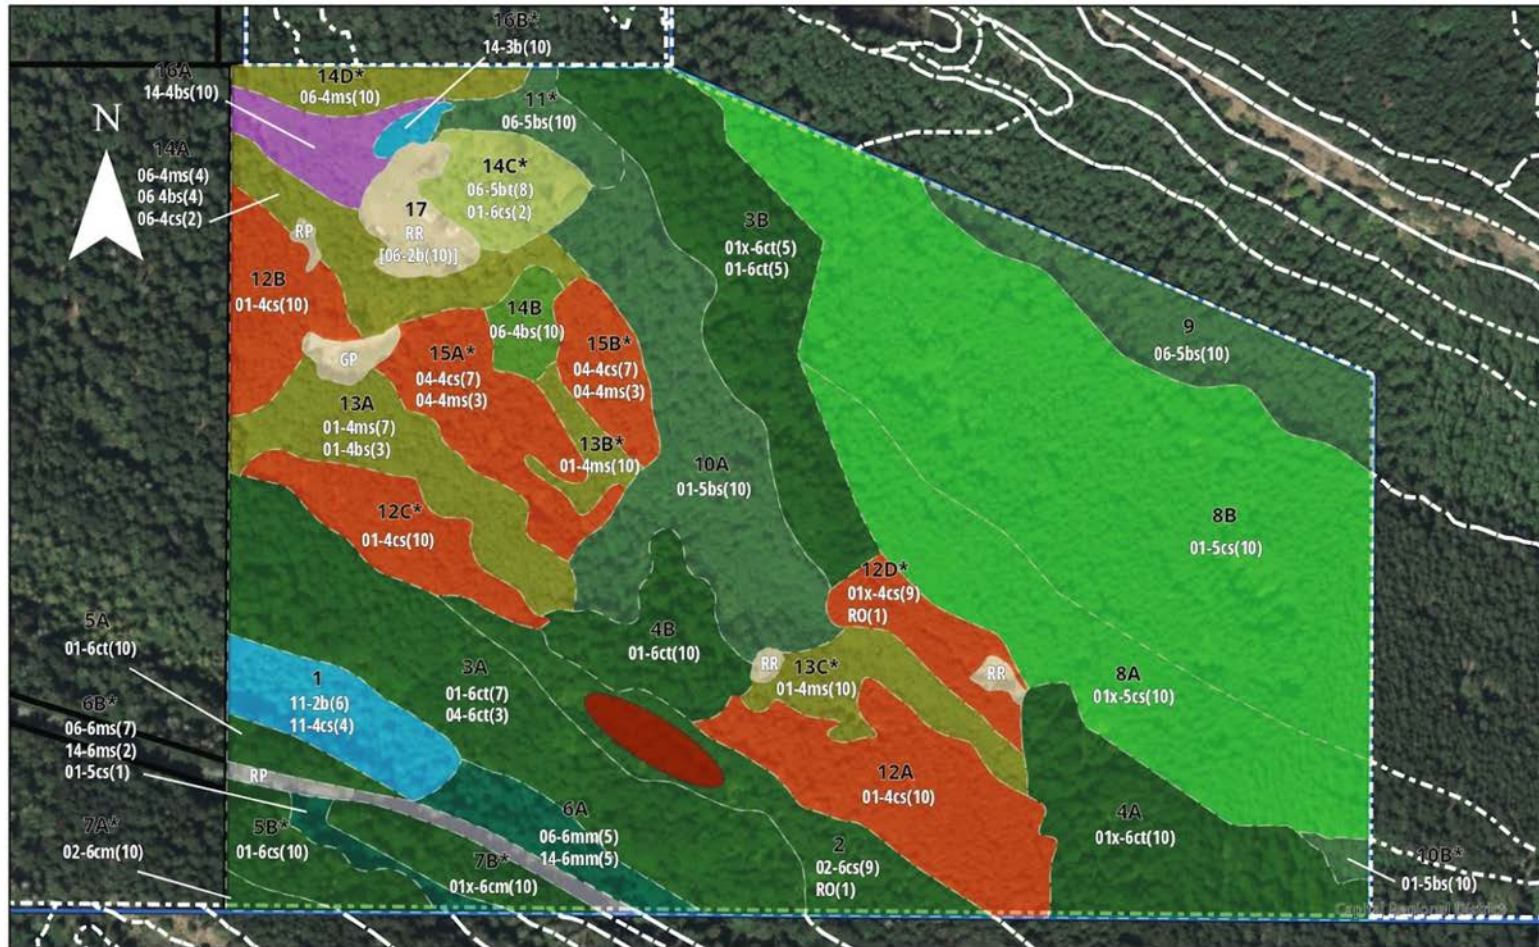 16B*
14-3b(10)
16A
14-4bs(10)
14D*
06-4ms(10)
11*
06-5bs(10)
N
14A
06-4ms(4)
06 4bs(4)
06-4cs(2)
14C*
06-5bt(8)
01-6cs(2)
17
RR
[06-2b(10)]
RP
3B
01x-6ct(5)
01-6ct(5)
12B
01-4cs(10)
14B
06-4bs(10)
9
06-5bs(10)
GP
15A*
04-4cs(7)
04-4ms(3)
15B*
04-4cs(7)
04-4ms(3)
13A
01-4ms(7)
01-4bs(3)
13B*
01-4ms(10)
10A
01-5bs(10)
12C*
01-4cs(10)
8B
01-5cs(10)
12D*
01x-4cs(9)
RO(1)
5A
01-6ct(10)
4B
01-6ct(10)
1
11-2b(6)
11-4cs(4)
3A
01-6ct(7)
04-6ct(3)
RR
13C*
01-4ms(10)
RR
8A
01x-5cs(10)
6B*
06-6ms(7)
14-6ms(2)
01-5cs(1)
RP
12A
01-4cs(10)
6A
06-6mm(5)
14-6mm(5)
4A
01x-6ct(10)
7A*
02-6cm(10)
5B*
01-6cs(10)
7B*
01x-6cm(10)
2
02-6cs(9)
RO(1)
10B*
01-5bs(10)
Capital Regional District